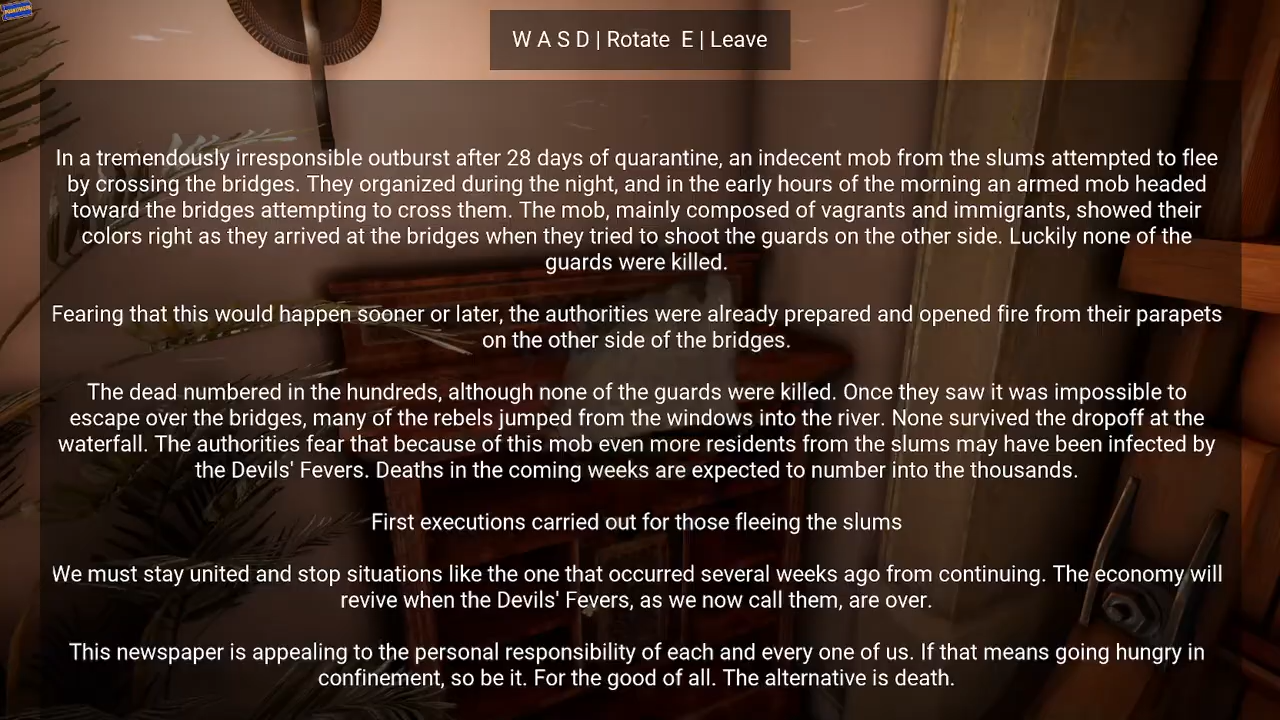 W A S D | Rotate E | Leave
In a tremendously irresponsible outburst after 28 days of quarantine, an indecent mob from the slums attempted to flee
by crossing the bridges. They organized during the night, and in the early hours of the morning an armed mob headed
toward the bridges attempting to cross them. The mob, mainly composed of vagrants and immigrants, showed their
colors right as they arrived at the bridges when they tried to shoot the guards on the other side. Luckily none of the
guards were killed.
Fearing that this would happen sooner or later, the authorities were already prepared and opened fire from their parapets
on the other side of the bridges.
The dead numbered in the hundreds, although none of the guards were killed. Once they saw it was impossible to
escape over the bridges, many of the rebels jumped from the windows into the river. None survived the dropoff at the
waterfall. The authorities fear that because of this mob even more residents from the slums may have been infected by
the Devils' Fevers. Deaths in the coming weeks are expected to number into the thousands.
First executions carried out for those fleeing the slums
We must stay united and stop situations like the one that occurred several weeks ago from continuing. The economy will
revive when the Devils' Fevers, as we now call them, are over.
This newspaper is appealing to the personal responsibility of each and every one of us. If that means going hungry in
confinement, so be it. For the good of all. The alternative is death.